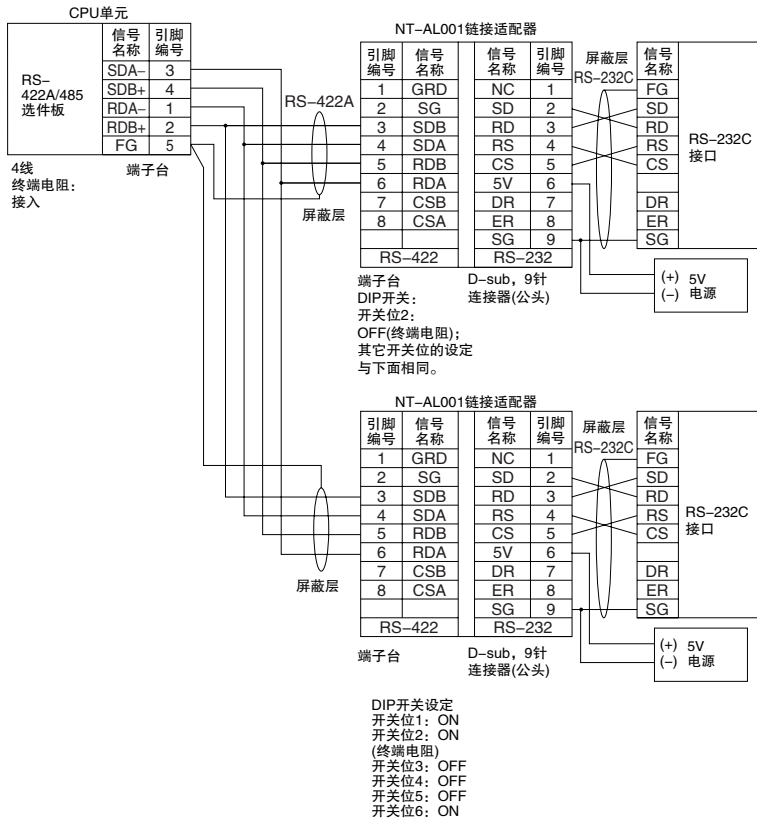 CPU单元
信号名称 引脚编号
RS-422A/485选件板
SDA- 3
SDB+ 4
RDA- 1
RDB+ 2
FG 5
4线
终端电阻：
接入
端子台
RS-422A
屏蔽层
NT-AL001链接适配器
引脚编号 信号名称 信号名称 引脚编号
1 GRD NC 1
2 SG SD 2
3 SDB RD 3
4 SDA RS 4
5 RDB CS 5
6 RDA 5V 6
7 CSB DR 7
8 CSA ER 8
SG 9
RS-422 RS-232
屏蔽层
RS-232C
信号名称
FG
SD
RD
RS
CS
DR
ER
SG
RS-232C
接口
(+) 5V
(-) 电源
端子台
DIP开关：
开关位2：
OFF(终端电阻)；
其它开关位的设定
与下面相同。
D-sub，9针
连接器(公头)
NT-AL001链接适配器
引脚编号 信号名称 信号名称 引脚编号
1 GRD NC 1
2 SG SD 2
3 SDB RD 3
4 SDA RS 4
5 RDB CS 5
6 RDA 5V 6
7 CSB DR 7
8 CSA ER 8
SG 9
RS-422 RS-232
屏蔽层
屏蔽层
RS-232C
信号名称
FG
SD
RD
RS
CS
DR
ER
SG
RS-232C
接口
(+) 5V
(-) 电源
端子台
D-sub，9针
连接器(公头)
DIP开关设定
开关位1：ON
开关位2：ON
(终端电阻)
开关位3：OFF
开关位4：OFF
开关位5：OFF
开关位6：ON